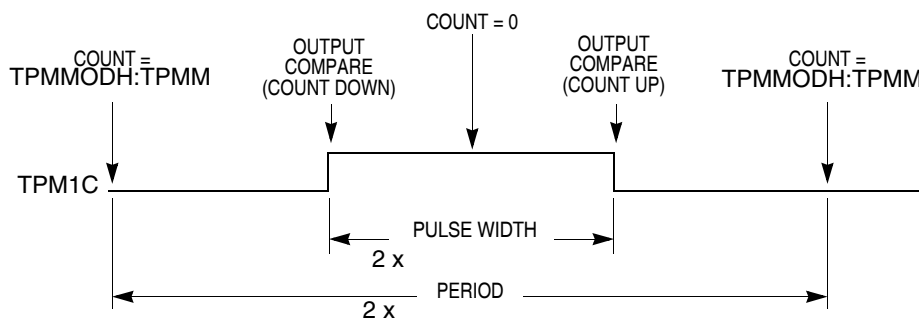 COUNT = 0
COUNT =
TPMMODH:TPMM
OUTPUT
COMPARE
(COUNT DOWN)
OUTPUT
COMPARE
(COUNT UP)
COUNT =
TPMMODH:TPMM
TPM1C
PULSE WIDTH
2 x
PERIOD
2 x